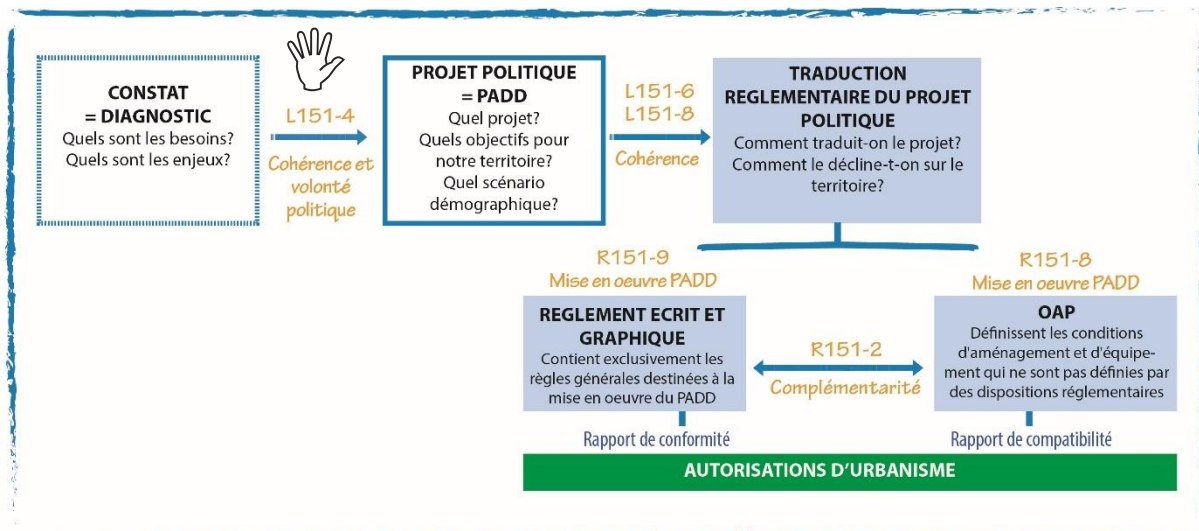 CONSTAT
= DIAGNOSTIC
Quels sont les besoins?
Quels sont les enjeux?
L151-4
Cohérence et
volonté
politique
PROJET POLITIQUE
= PADD
Quel projet?
Quels objectifs pour
notre territoire?
Quel scénario
démographique?
L151-6
L151-8
Cohérence
TRADUCTION
REGLEMENTAIRE DU PROJET
POLITIQUE
Comment traduit-on le projet?
Comment le décline-t-on sur le
territoire?
R151-9
Mise en oeuvre PADD
REGLEMENT ECRIT ET
GRAPHIQUE
Contient exclusivement les
règles générales destinées à la
mise en oeuvre du PADD
R151-2
Complémentarité
R151-8
Mise en oeuvre PADD
OAP
Définissent les conditions
d'aménagement et d'équipe-
ment qui ne sont pas définies par
des dispositions réglementaires
Rapport de conformité
Rapport de compatibilité
AUTORISATIONS D'URBANISME